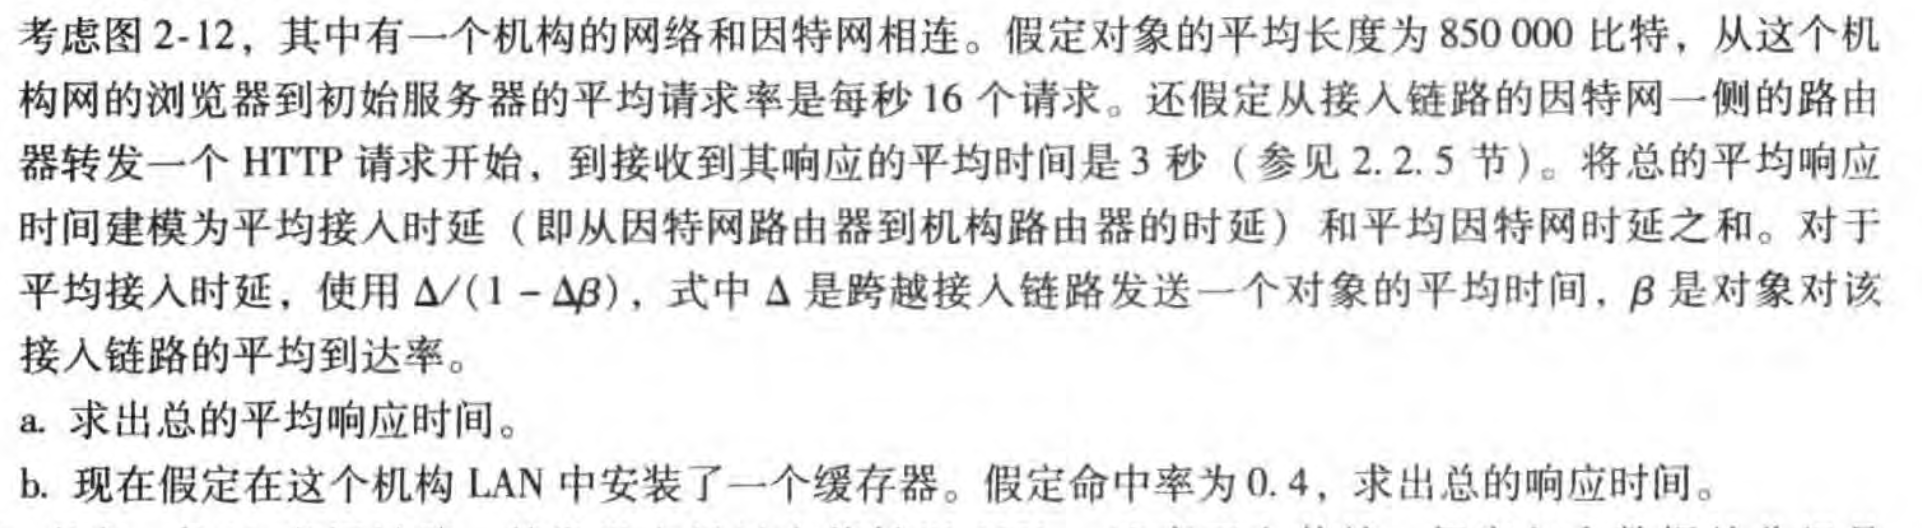 考虑图2-12，其中有一个机构的网络和因特网相连。假定对象的平均长度为850 000 比特，从这个机
构网的浏览器到初始服务器的平均请求率是每秒16 个请求。还假定从接入链路的因特网一侧的路由
器转发一个 HTTP 请求开始，到接收到其响应的平均时间是3 秒（参见 2.2.5 节）。将总的平均响应
时间建模为平均接入时延（即从因特网路由器到机构路由器的时延）和平均因特网时延之和。对于
平均接入时延，使用 Δ/(1 - Δβ)，式中 Δ 是跨越接入链路发送一个对象的平均时间，β 是对象对该
接入链路的平均到达率。
a. 求出总的平均响应时间。
b. 现在假定在这个机构 LAN 中安装了一个缓存器。假定命中率为0.4，求出总的响应时间。